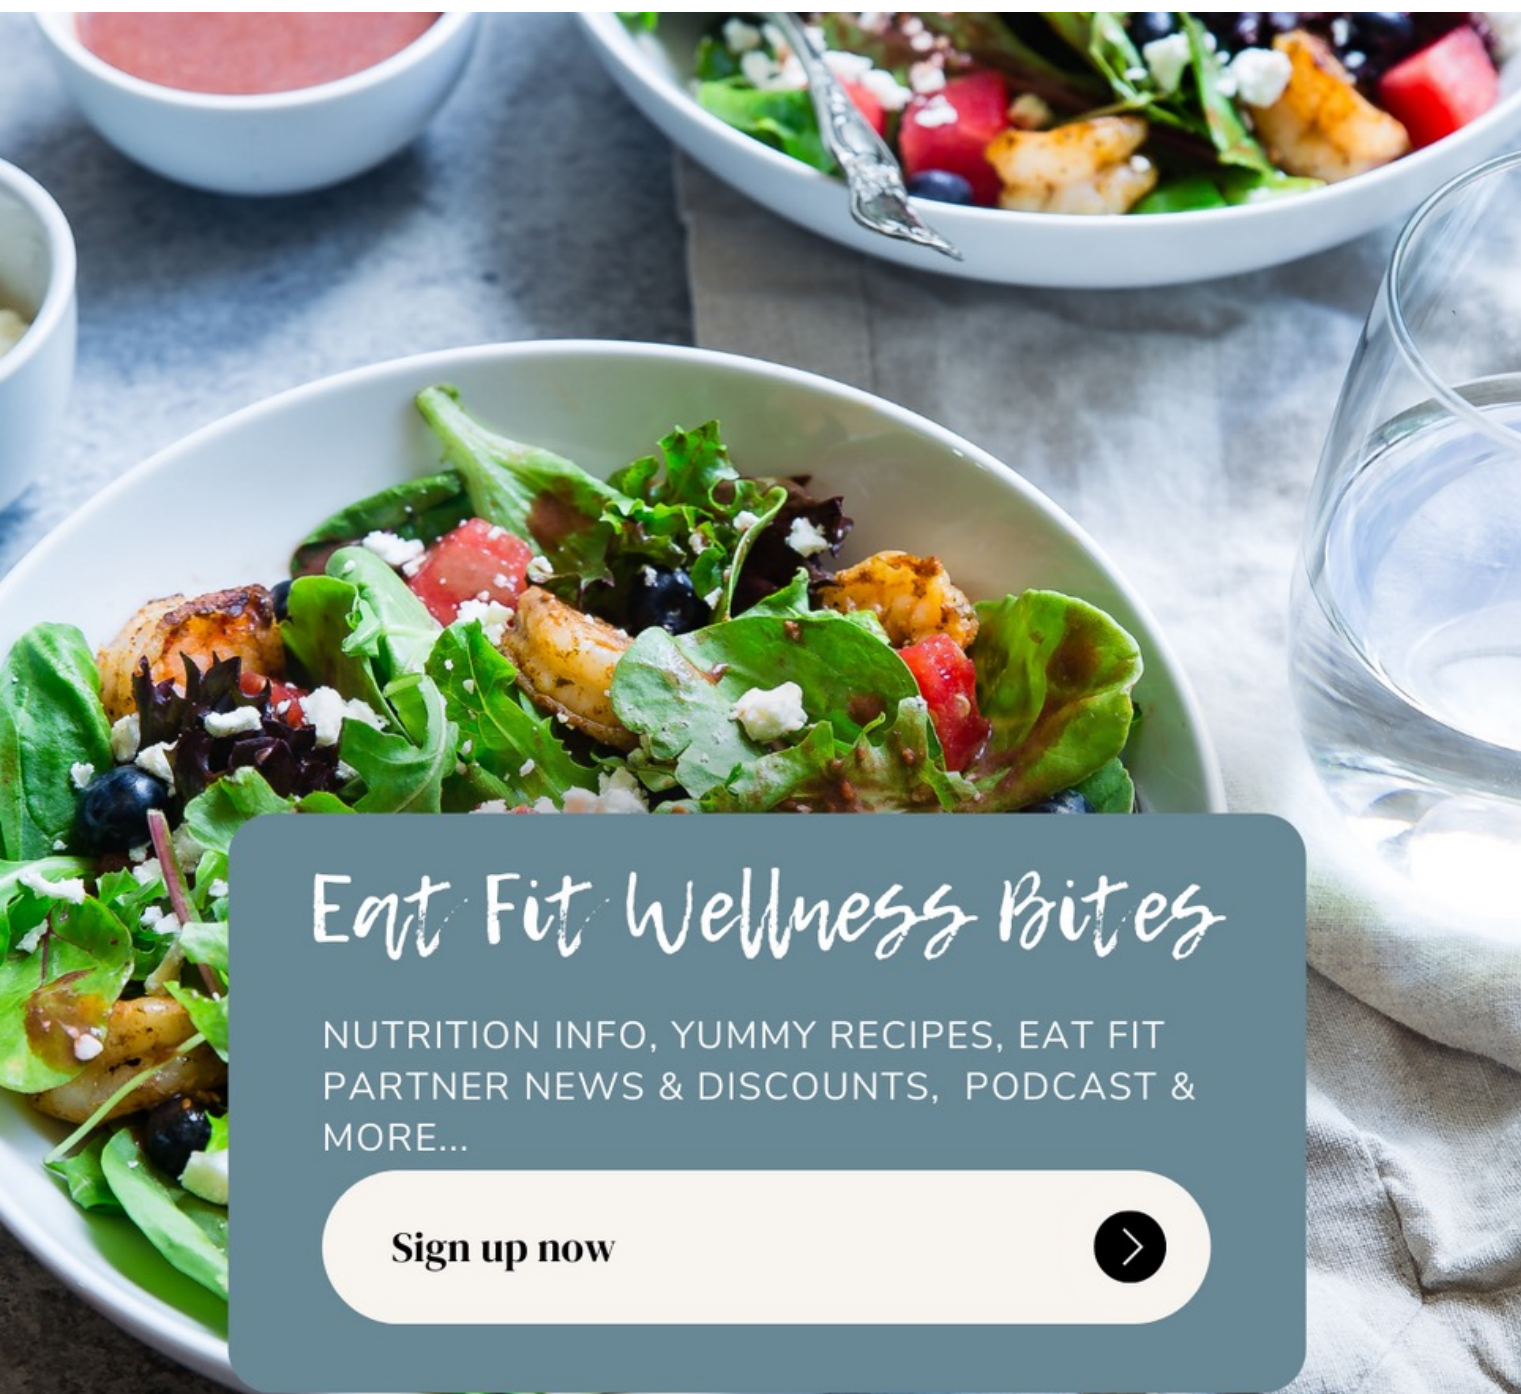 Eat Fit Wellness Bites
NUTRITION INFO, YUMMY RECIPES, EAT FIT
PARTNER NEWS & DISCOUNTS, PODCAST &
MORE...
Sign up now